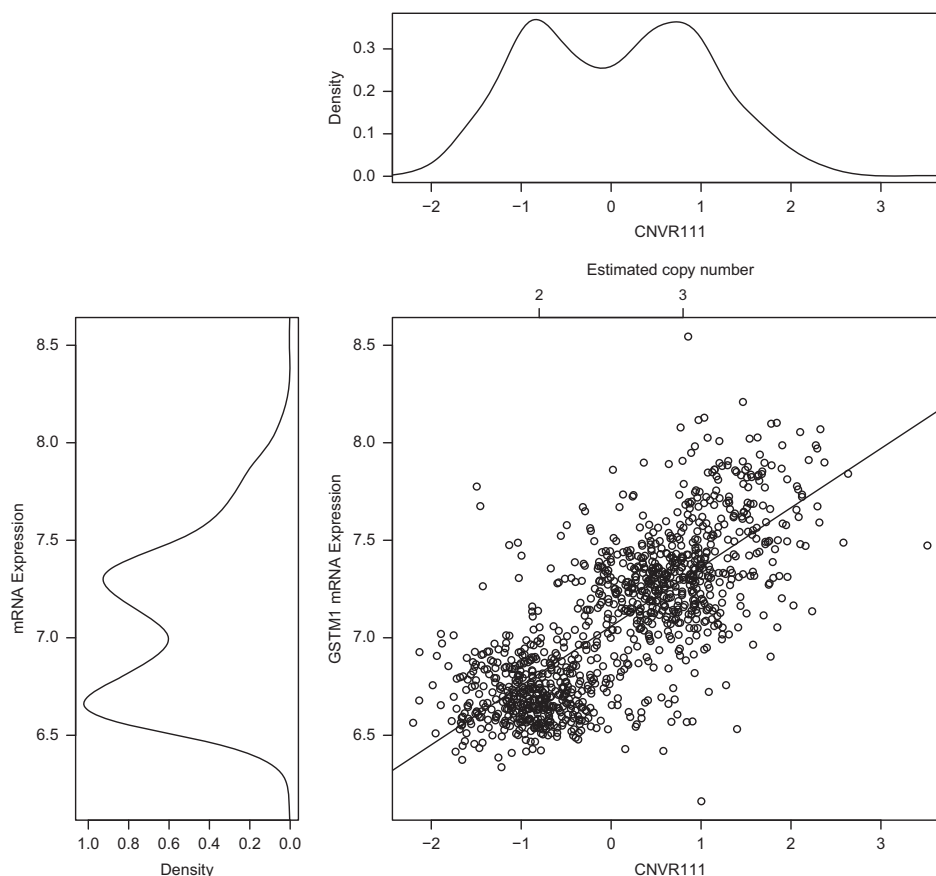 Density
0.3
0.2
0.1
0.0
−2 −1 0 1 2 3
CNVR111
Estimated copy number
2 3
mRNA Expression
8.5
8.0
7.5
7.0
6.5
1.0 0.8 0.6 0.4 0.2 0.0
Density
GSTM1 mRNA Expression
8.5
8.0
7.5
7.0
6.5
−2 −1 0 1 2 3
CNVR111